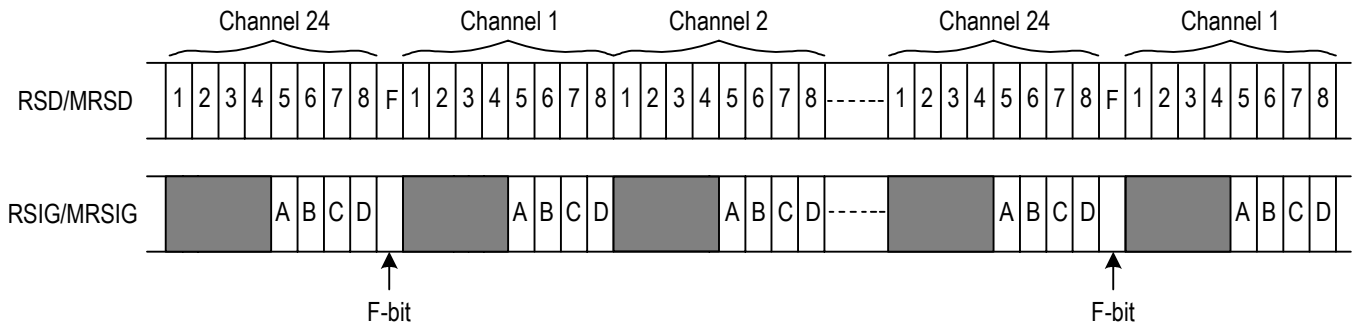 Channel 24 Channel 1 Channel 2 Channel 24 Channel 1
RSD/MRSD 1 2 3 4 5 6 7 8 F 1 2 3 4 5 6 7 8 1 2 3 4 5 6 7 8 1 2 3 4 5 6 7 8 F 1 2 3 4 5 6 7 8
RSIG/MRSIG A B C D A B C D A B C D A B C D A B C D
F-bit F-bit